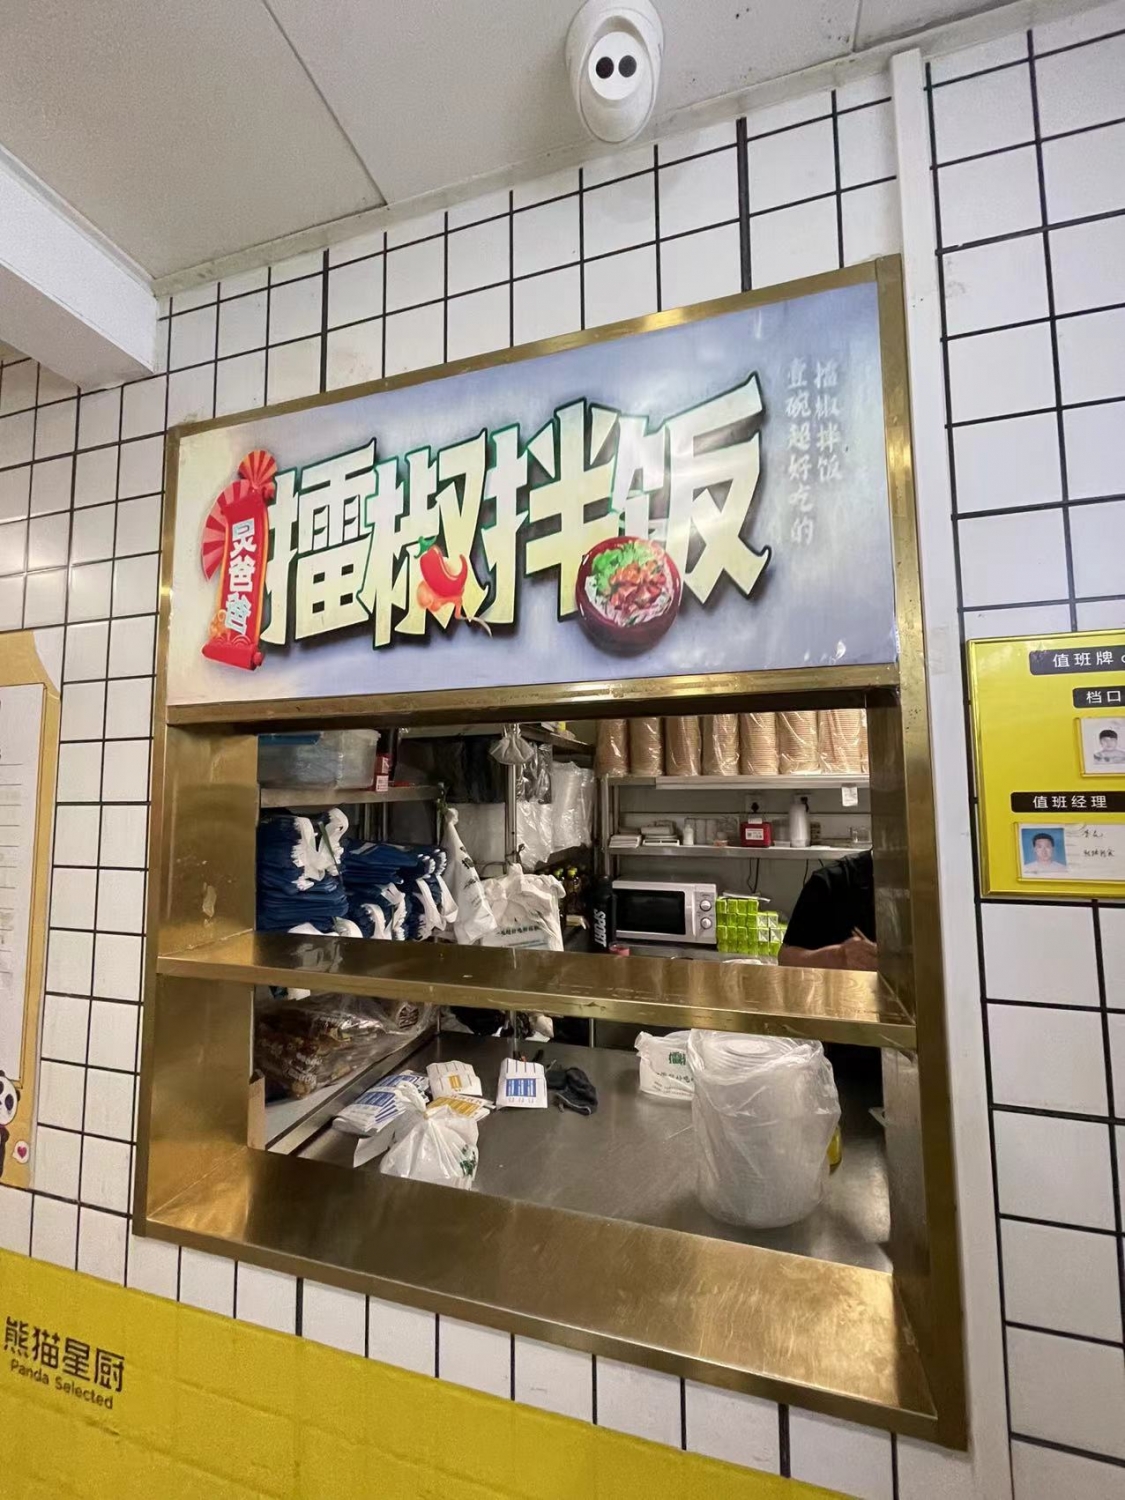 炅爸爸
擂椒拌饭
擂椒拌饭
壹碗超好吃的
值班牌
档口
值班经理
SPORT
熊猫星厨
Panda Selected